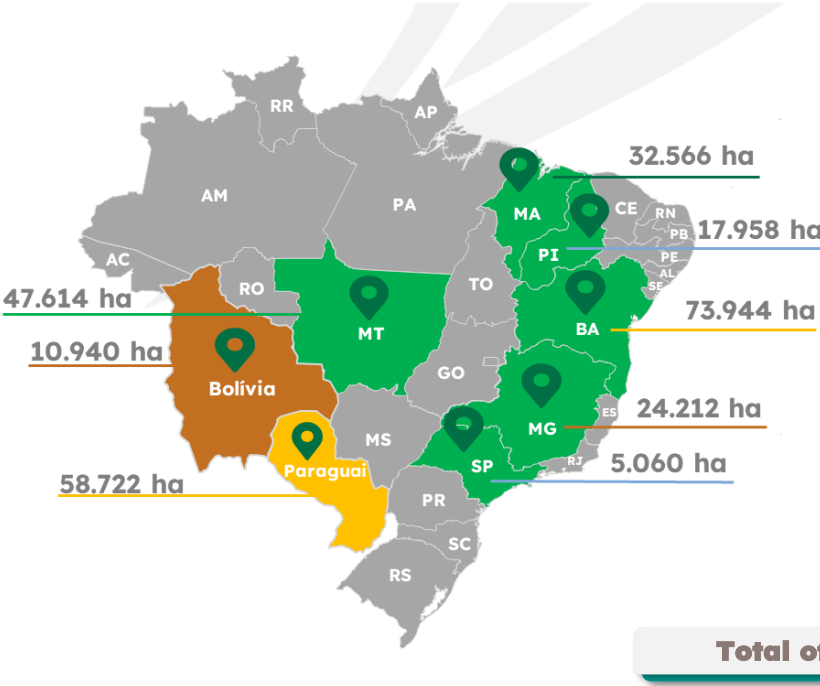 RR
AP
32.566 ha
AM
PA
MA
CE
RN
PB
17.958 ha
AC
PI
PE
AL
SE
RO
TO
47.614 ha
MT
BA
73.944 ha
10.940 ha
Bolívia
GO
ES
24.212 ha
MG
MS
SP
RJ
5.060 ha
Paraguai
58.722 ha
PR
SC
RS
Total of